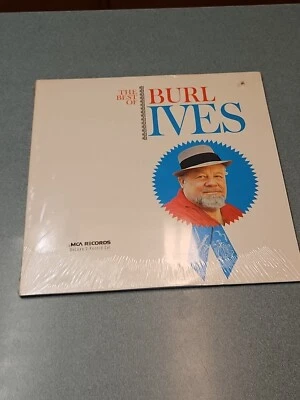 THE
BEST OF
BURL
IVES
MCA RECORDS